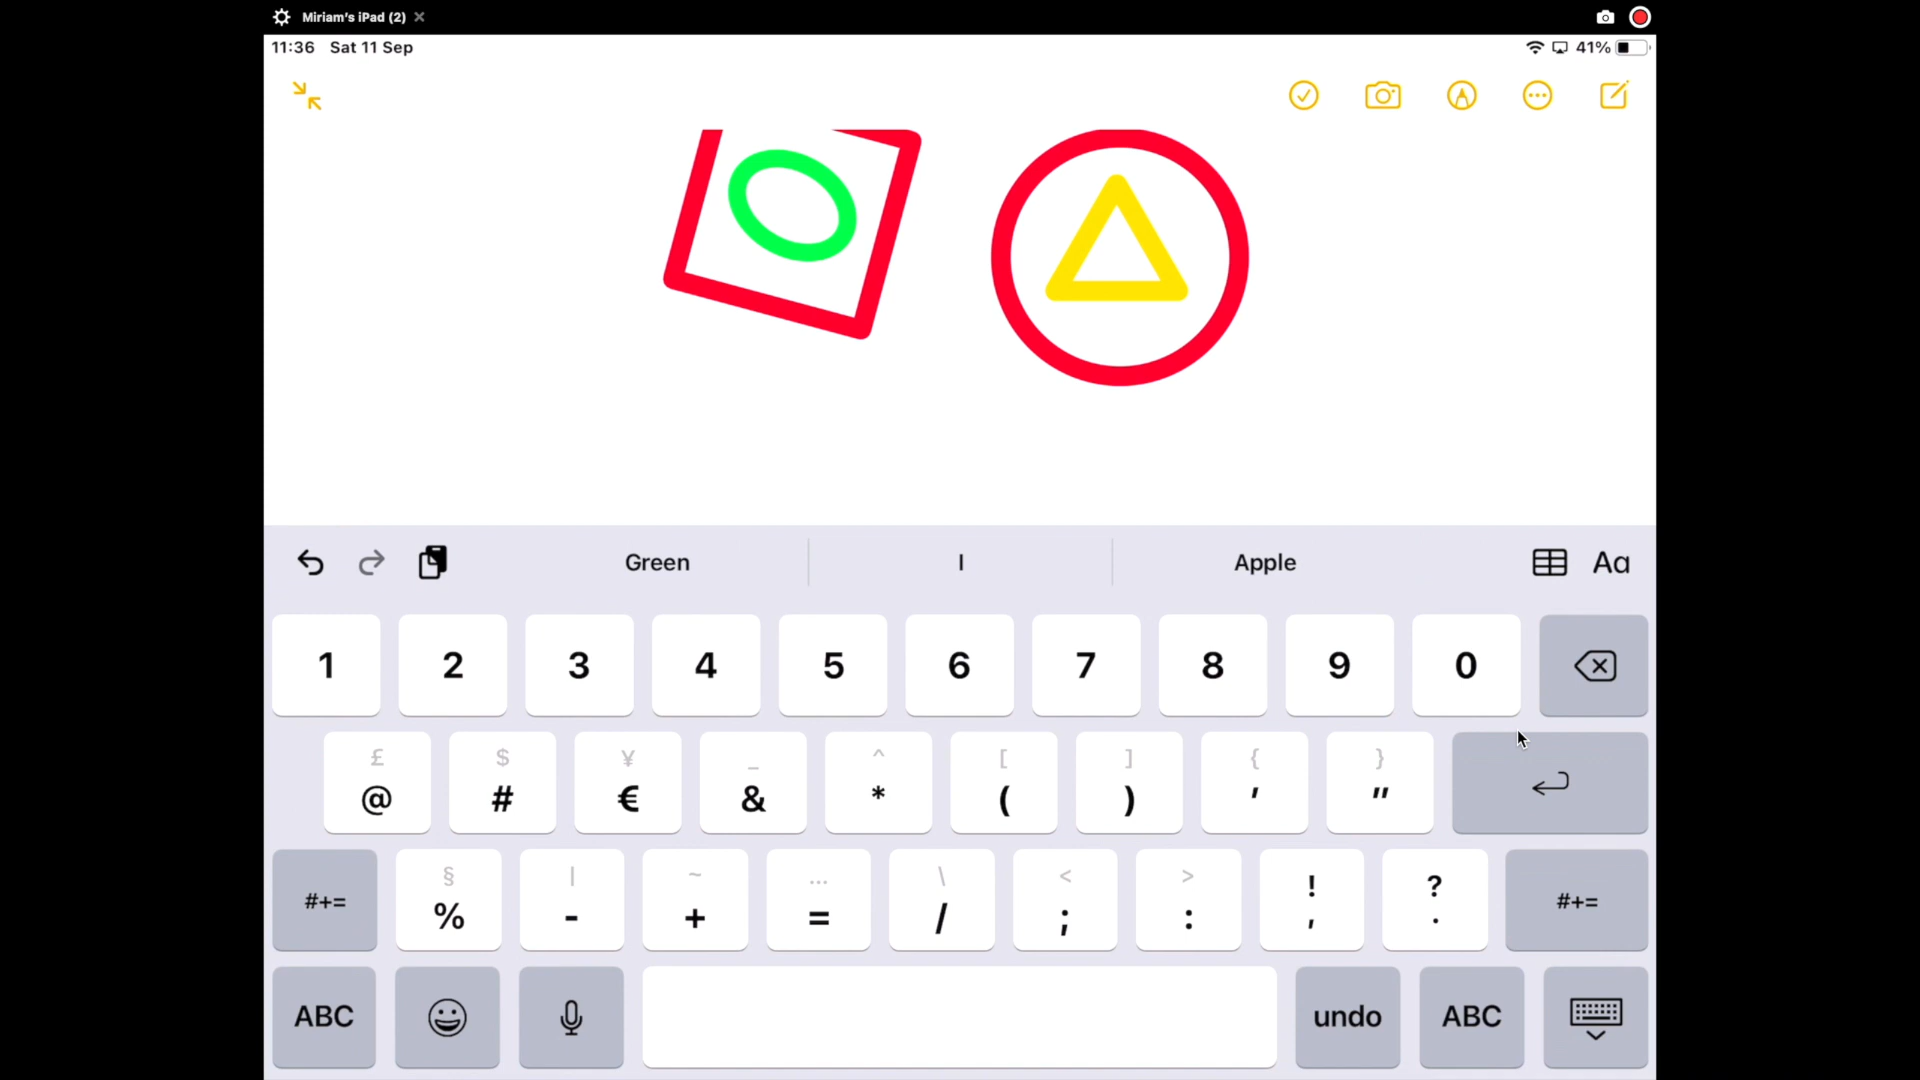 Miriam's iPad (2)
11:36 Sat 11 Sep 41%
Green I Apple Aa
1 2 3 4 5 6 7 8 9 0
£ $ ¥ _ ^ [ ] { }
@ # € & * ( ) ' "
§ | ~ … \ < > ! ?
#+= % - + = / ; : , . #+=
ABC undo ABC